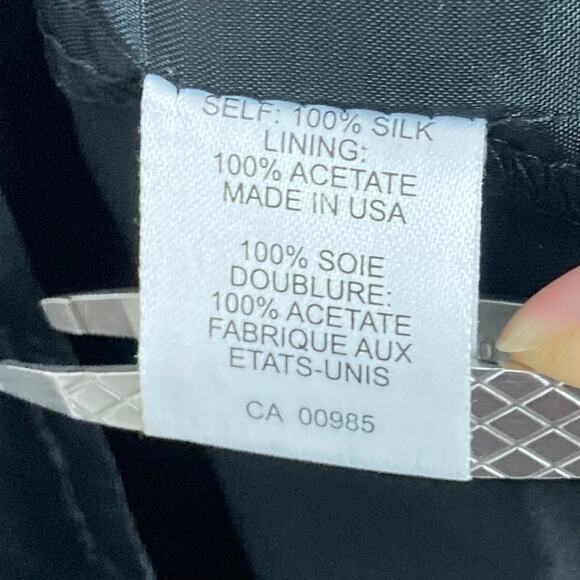 SELF: 100% SILK
LINING:
100% ACETATE
MADE IN USA
100% SOIE
DOUBLURE:
100% ACETATE
FABRIQUE AUX
ETATS-UNIS
CA 00985